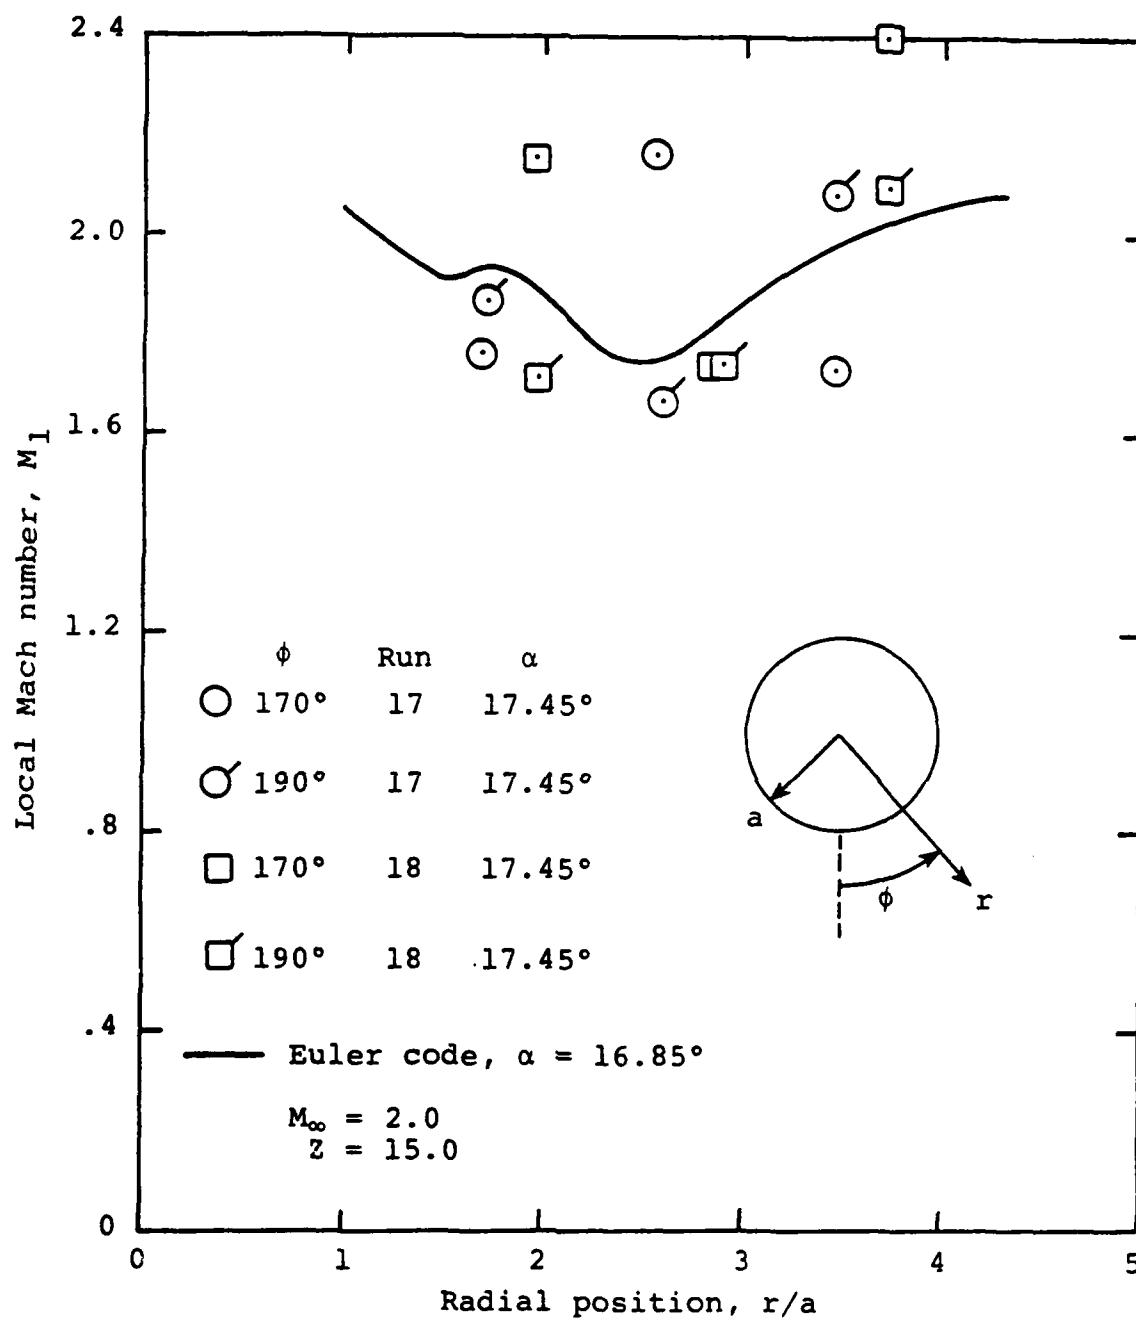 2.4
2.0
1.6
1.2
.8
.4
0
Local Mach number, M1
φ Run α
170° 17 17.45°
190° 17 17.45°
170° 18 17.45°
190° 18 17.45°
Euler code, α = 16.85°
M∞ = 2.0
Z = 15.0
a
φ
r
0 1 2 3 4 5
Radial position, r/a